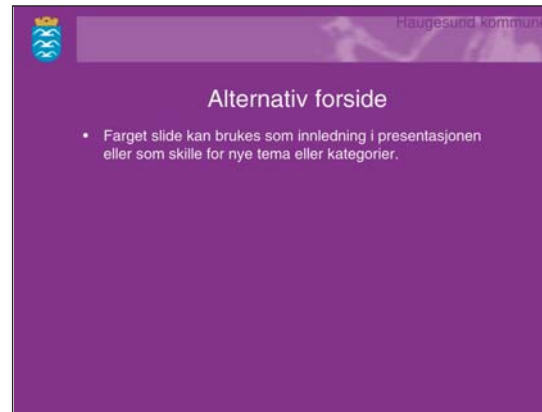 Haugesund kommune
Alternativ forside
• Farget slide kan brukes som innledning i presentasjonen
eller som skille for nye tema eller kategorier.